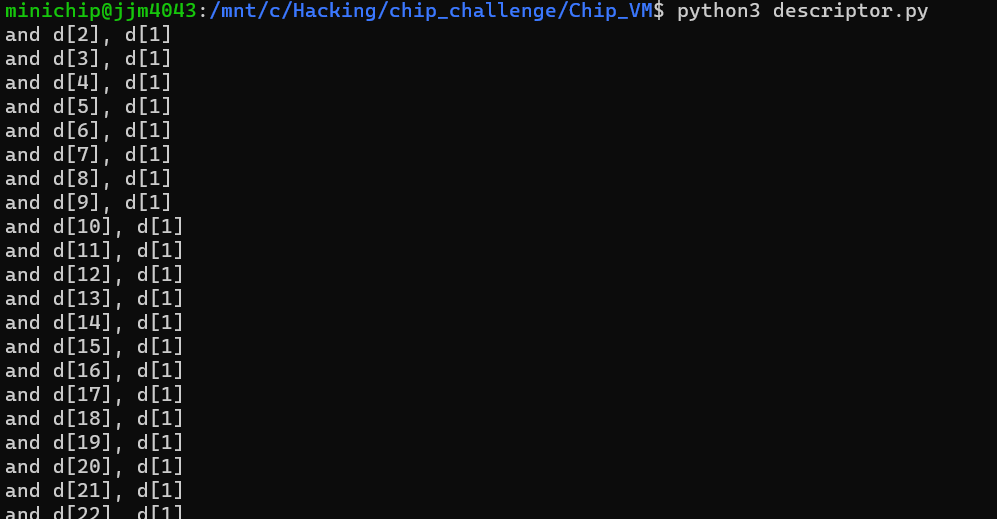 minichip@jjm4043:/mnt/c/Hacking/chip_challenge/Chip_VM$ python3 descriptor.py
and d[2], d[1]
and d[3], d[1]
and d[4], d[1]
and d[5], d[1]
and d[6], d[1]
and d[7], d[1]
and d[8], d[1]
and d[9], d[1]
and d[10], d[1]
and d[11], d[1]
and d[12], d[1]
and d[13], d[1]
and d[14], d[1]
and d[15], d[1]
and d[16], d[1]
and d[17], d[1]
and d[18], d[1]
and d[19], d[1]
and d[20], d[1]
and d[21], d[1]
and d[22], d[1]